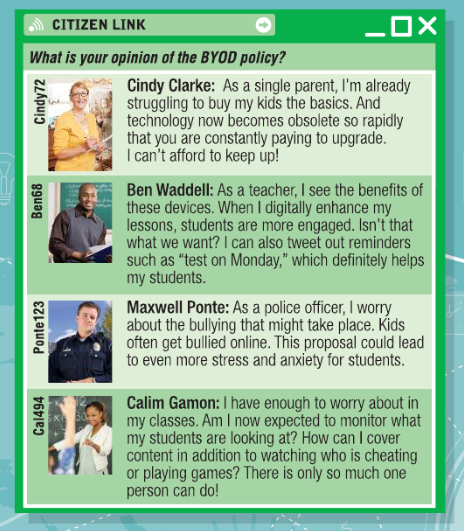 CITIZEN LINK
What is your opinion of the BYOD policy?
Cindy72
Cindy Clarke: As a single parent, I'm already
struggling to buy my kids the basics. And
technology now becomes obsolete so rapidly
that you are constantly paying to upgrade.
I can't afford to keep up!
Ben68
Ben Waddell: As a teacher, I see the benefits of
these devices. When I digitally enhance my
lessons, students are more engaged. Isn't that
what we want? I can also tweet out reminders
such as “test on Monday,” which definitely helps
my students.
Ponte123
Maxwell Ponte: As a police officer, I worry
about the bullying that might take place. Kids
often get bullied online. This proposal could lead
to even more stress and anxiety for students.
Cal494
Calim Gamon: I have enough to worry about in
my classes. Am I now expected to monitor what
my students are looking at? How can I cover
content in addition to watching who is cheating
or playing games? There is only so much one
person can do!